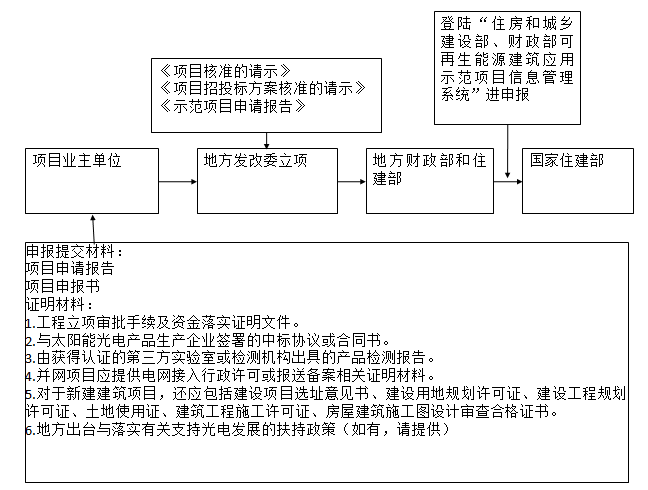 登陆“住房和城乡
建设部、财政部可
再生能源建筑应用
示范项目信息管理
系统”进申报
《项目核准的请示》
《项目招投标方案核准的请示》
《示范项目申请报告》
项目业主单位
地方发改委立项
地方财政部和住
建部
国家住建部
申报提交材料：
项目申请报告
项目申报书
证明材料：
1.工程立项审批手续及资金落实证明文件。
2.与太阳能光电产品生产企业签署的中标协议或合同书。
3.由获得认证的第三方实验室或检测机构出具的产品检测报告。
4.并网项目应提供电网接入行政许可或报送备案相关证明材料。
5.对于新建建筑项目，还应包括建设项目选址意见书、建设用地规划许可证、建设工程规划
许可证、土地使用证、建筑工程施工许可证、房屋建筑施工图设计审查合格证书。
6.地方出台与落实有关支持光电发展的扶持政策（如有，请提供）